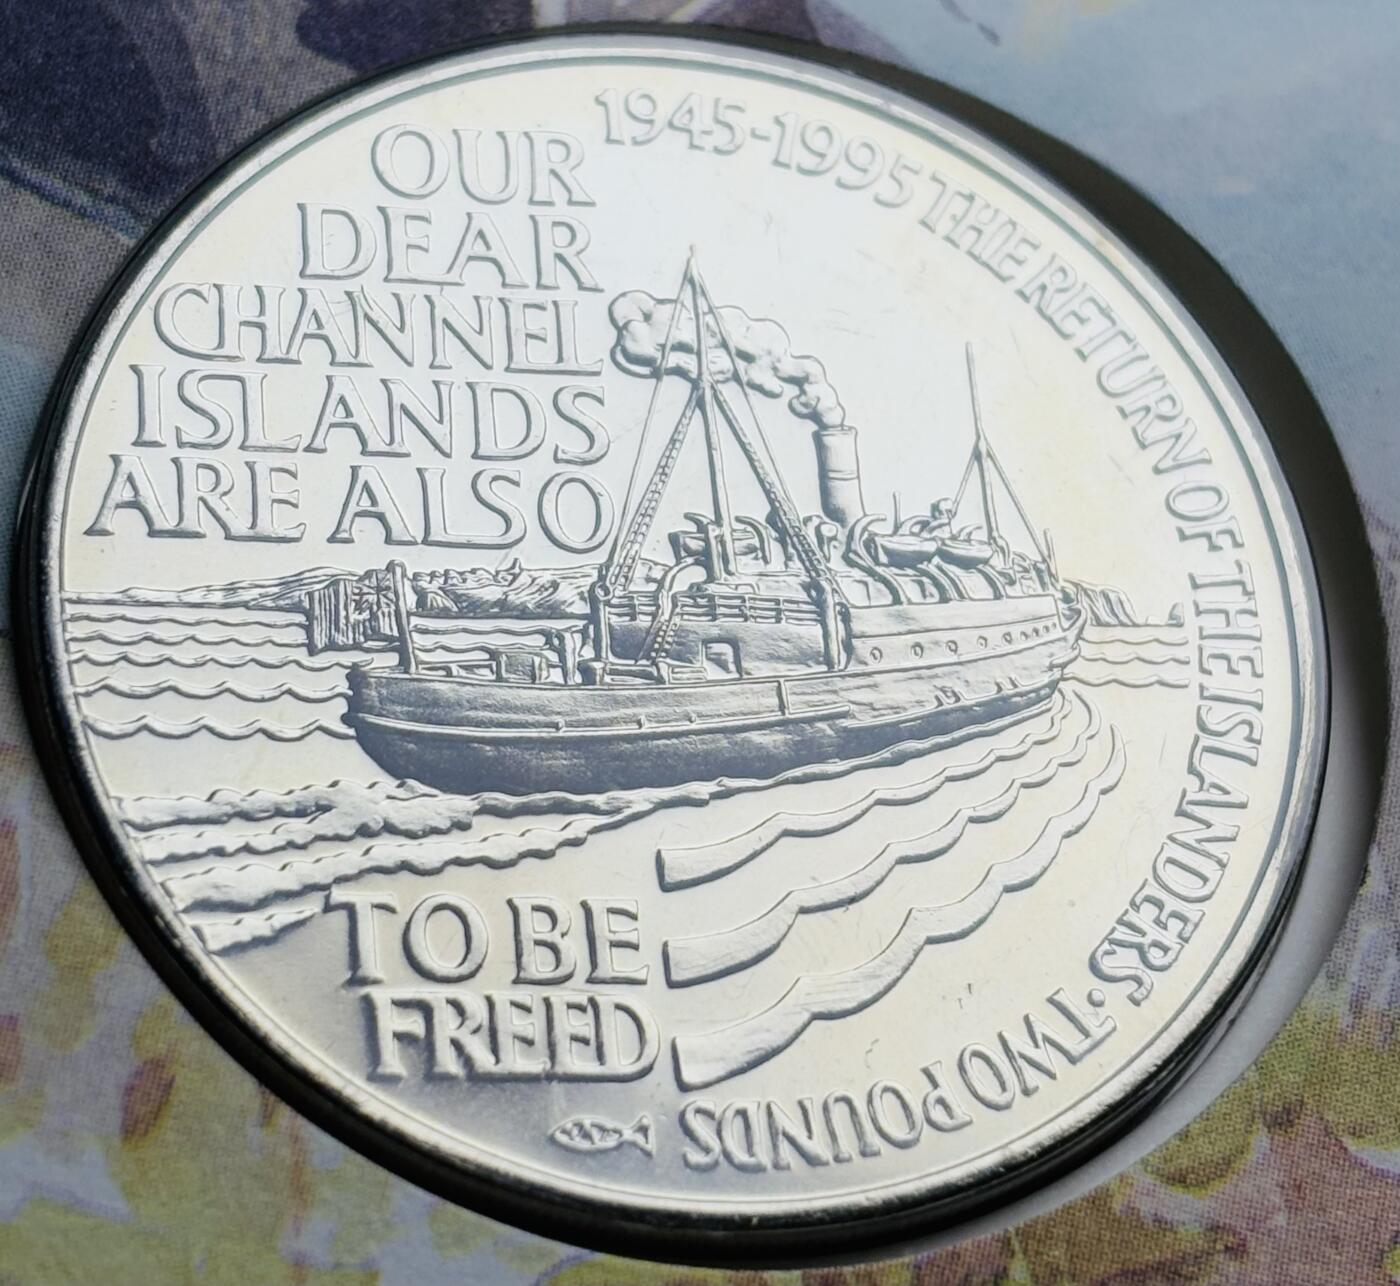 OUR
DEAR
CHANNEL
ISLANDS
ARE ALSO
TO BE
FREED
1945-1995 THE RETURN OF THE ISLANDERS · TWO POUNDS